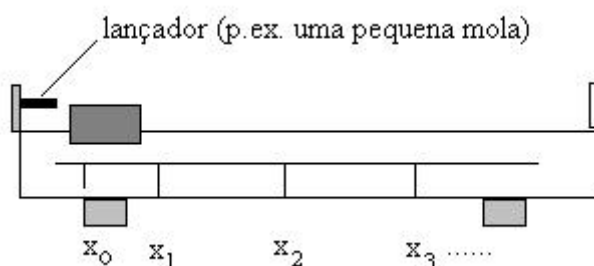 lançador (p.ex. uma pequena mola)
x0 x1 x2 x3 ......